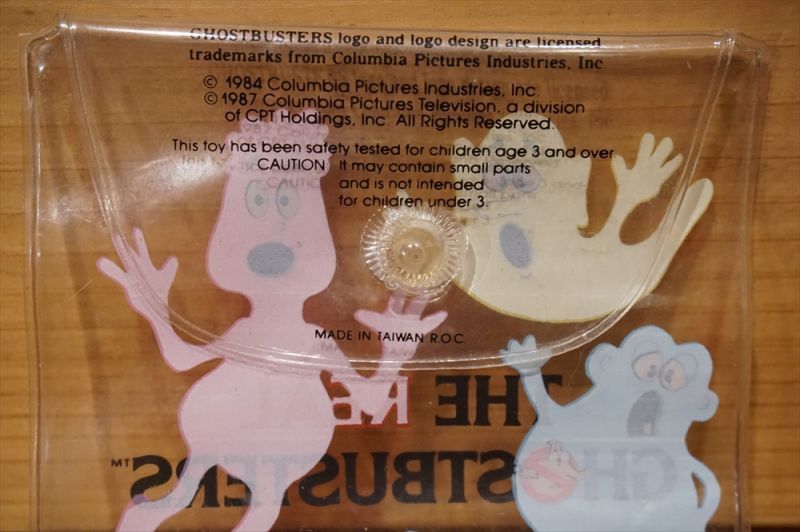 GHOSTBUSTERS logo and logo design are licensed
trademarks from Columbia Pictures Industries, Inc
© 1984 Columbia Pictures Industries, Inc.
© 1987 Columbia Pictures Television, a division
of CPT Holdings, Inc. All Rights Reserved.
This toy has been safety tested for children age 3 and over
CAUTION: It may contain small parts
and is not intended
for children under 3.
MADE IN TAIWAN R.O.C
THE RE
GHOSTBUSTERS™